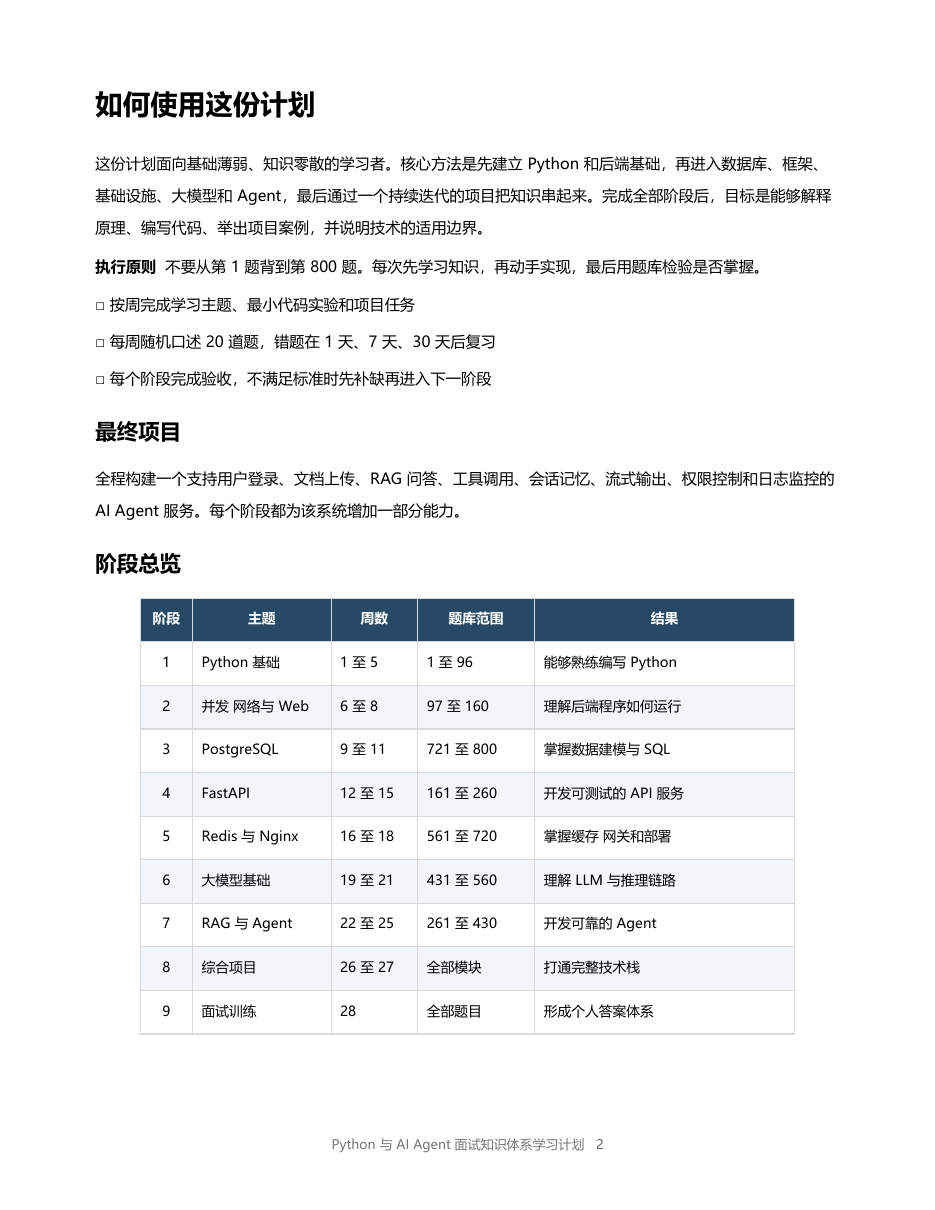 如何使用这份计划
这份计划面向基础薄弱、知识零散的学习者。核心方法是先建立 Python 和后端基础，再进入数据库、框架、
基础设施、大模型和 Agent，最后通过一个持续迭代的项目把知识串起来。完成全部阶段后，目标是能够解释
原理、编写代码、举出项目案例，并说明技术的适用边界。
执行原则 不要从第 1 题背到第 800 题。每次先学习知识，再动手实现，最后用题库检验是否掌握。
□ 按周完成学习主题、最小代码实验和项目任务
□ 每周随机口述 20 道题，错题在 1 天、7 天、30 天后复习
□ 每个阶段完成验收，不满足标准时先补缺再进入下一阶段
最终项目
全程构建一个支持用户登录、文档上传、RAG 问答、工具调用、会话记忆、流式输出、权限控制和日志监控的
AI Agent 服务。每个阶段都为该系统增加一部分能力。
阶段总览
阶段 主题 周数 题库范围 结果
1 Python 基础 1 至 5 1 至 96 能够熟练编写 Python
2 并发 网络与 Web 6 至 8 97 至 160 理解后端程序如何运行
3 PostgreSQL 9 至 11 721 至 800 掌握数据建模与 SQL
4 FastAPI 12 至 15 161 至 260 开发可测试的 API 服务
5 Redis 与 Nginx 16 至 18 561 至 720 掌握缓存 网关和部署
6 大模型基础 19 至 21 431 至 560 理解 LLM 与推理链路
7 RAG 与 Agent 22 至 25 261 至 430 开发可靠的 Agent
8 综合项目 26 至 27 全部模块 打通完整技术栈
9 面试训练 28 全部题目 形成个人答案体系
Python 与 AI Agent 面试知识体系学习计划 2